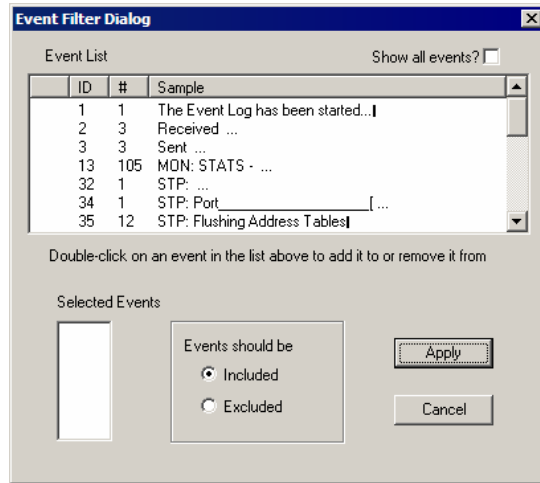 Event Filter Dialog
Event List
Show all events?
ID # Sample
1 1 The Event Log has been started...
2 3 Received ...
3 3 Sent ...
13 105 MON: STATS - ...
32 1 STP: ...
34 1 STP: Port____________________[ ...
35 12 STP: Flushing Address Tables
Double-click on an event in the list above to add it to or remove it from
Selected Events
Events should be
Included
Excluded
Apply
Cancel